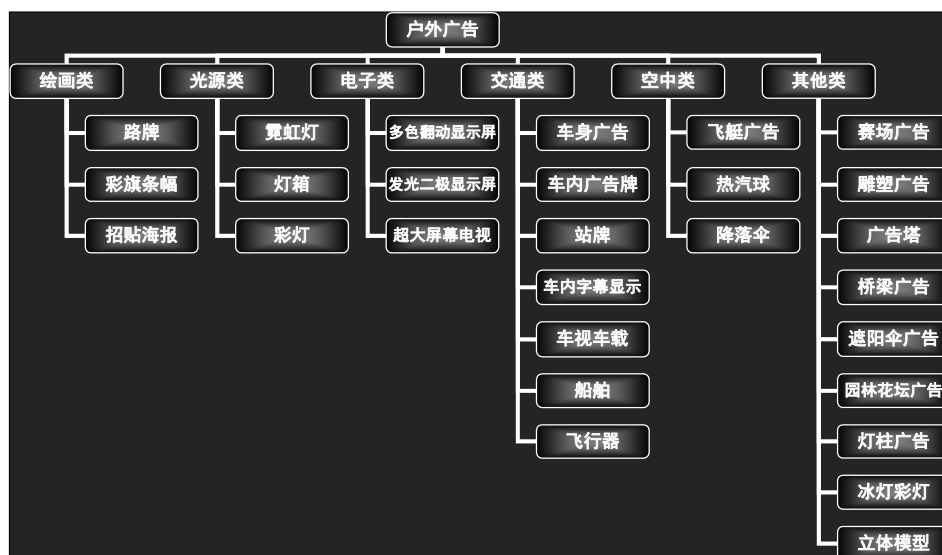 户外广告
绘画类
光源类
电子类
交通类
空中类
其他类
路牌
彩旗条幅
招贴海报
霓虹灯
灯箱
彩灯
多色翻动显示屏
发光二极显示屏
超大屏幕电视
车身广告
车内广告牌
站牌
车内字幕显示
车视车载
船舶
飞行器
飞艇广告
热汽球
降落伞
赛场广告
雕塑广告
广告塔
桥梁广告
遮阳伞广告
园林花坛广告
灯柱广告
冰灯彩灯
立体模型